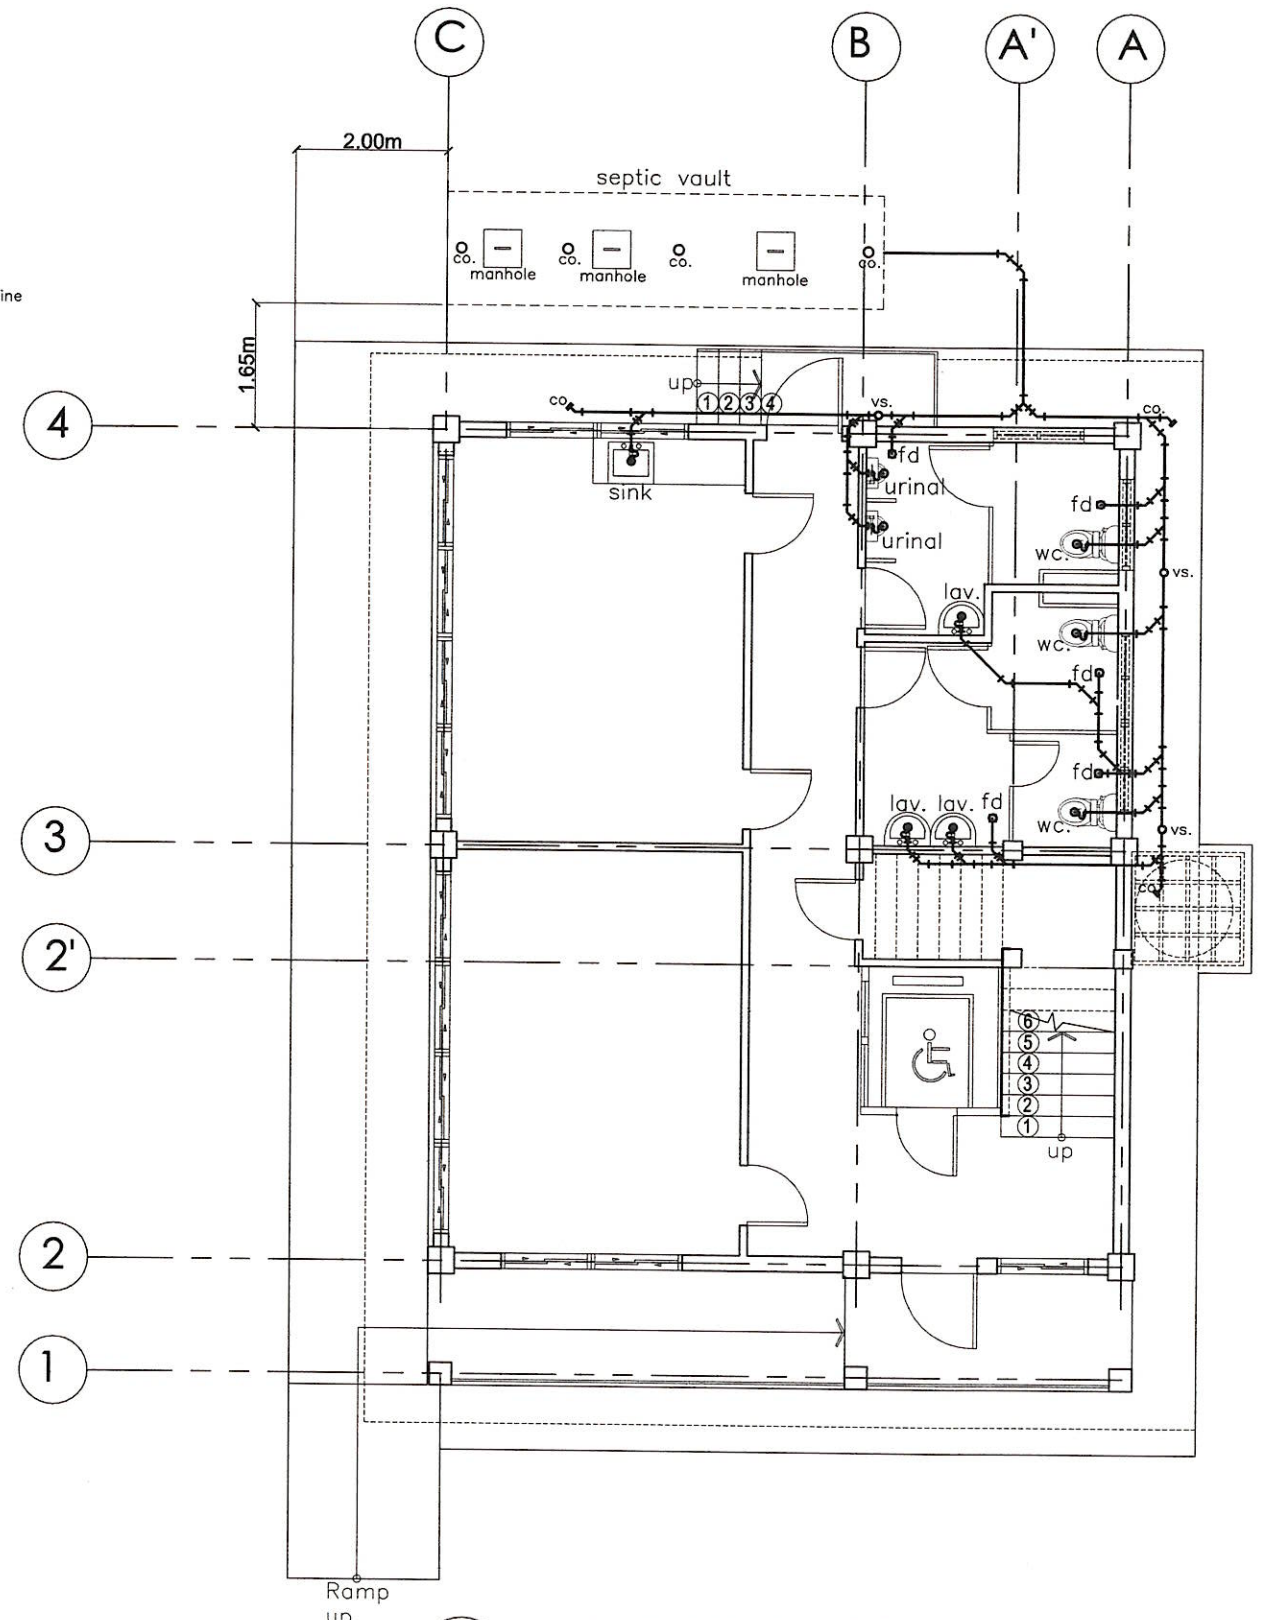 C
B
A'
A
2.00m
septic vault
co.
manhole
co.
manhole
co.
manhole
co.
ine
1.65m
4
up
1
2
3
4
co.
vs.
co.
fd
sink
urinal
urinal
fd
wc.
vs.
lav.
wc.
fd
fd
lav.
lav.
fd
wc.
vs.
3
co.
2'
6
5
4
3
2
1
up
2
1
Ramp
up